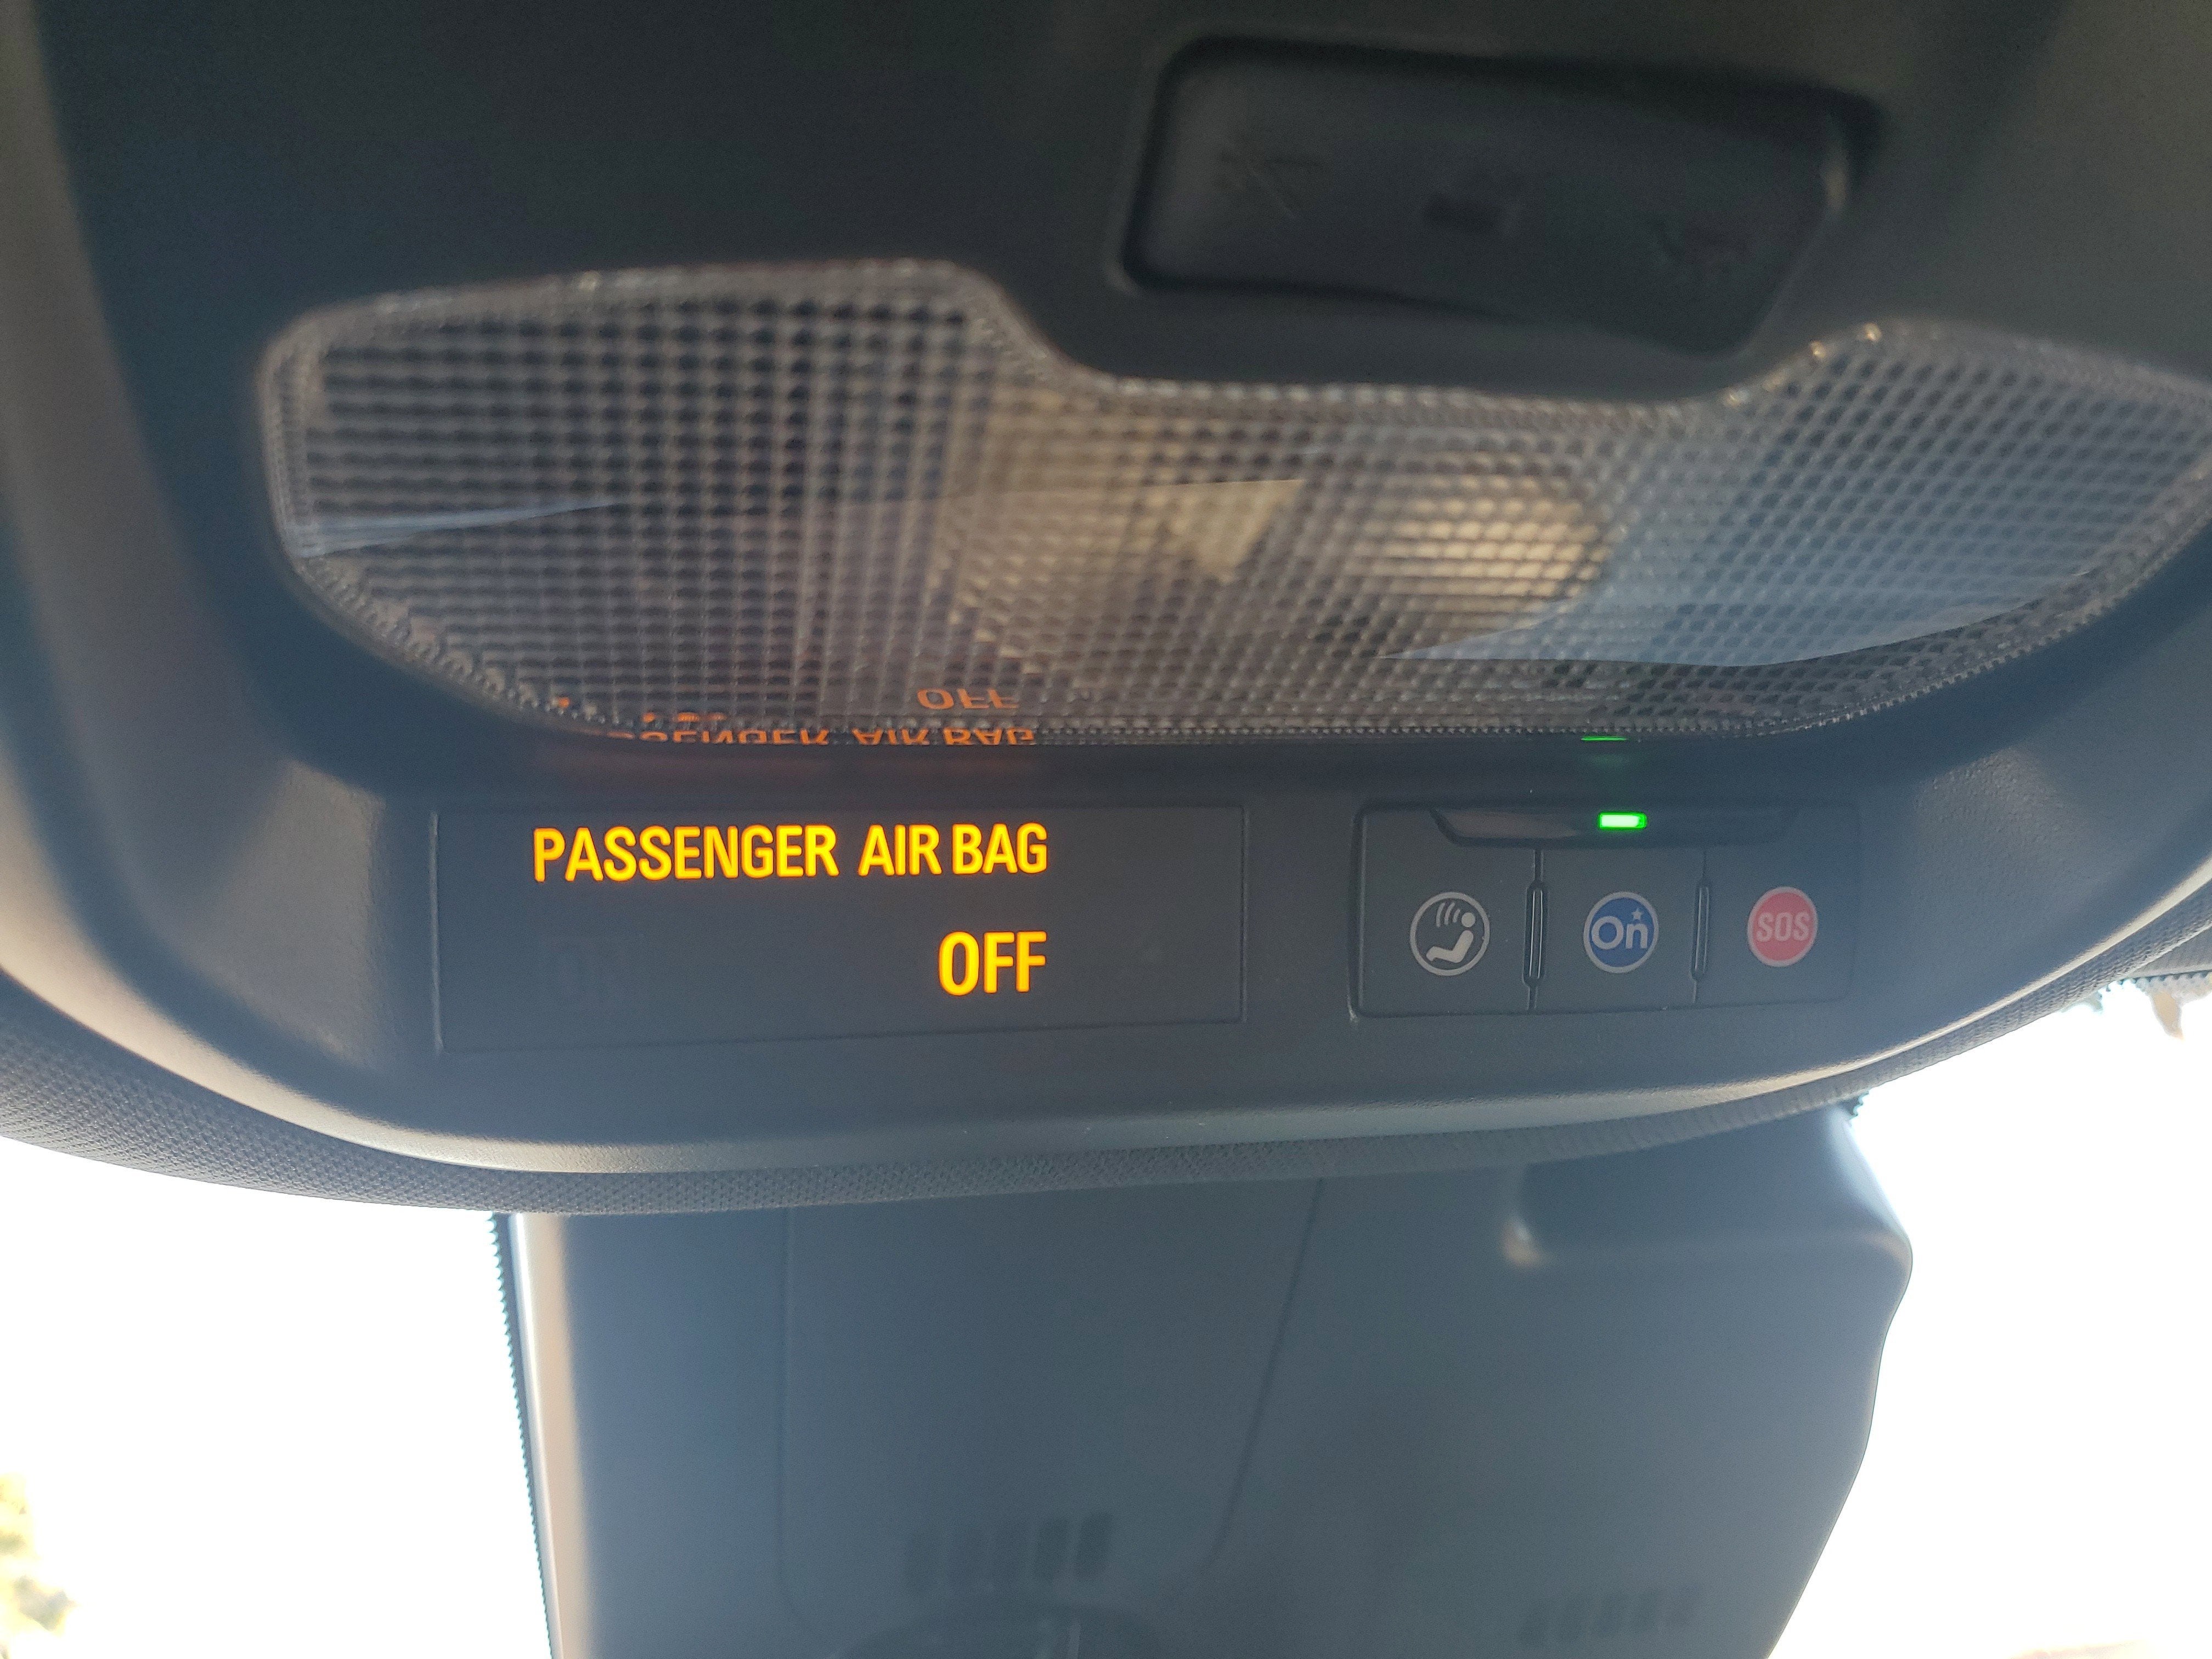 PASSENGER AIR BAG
OFF
On
SOS